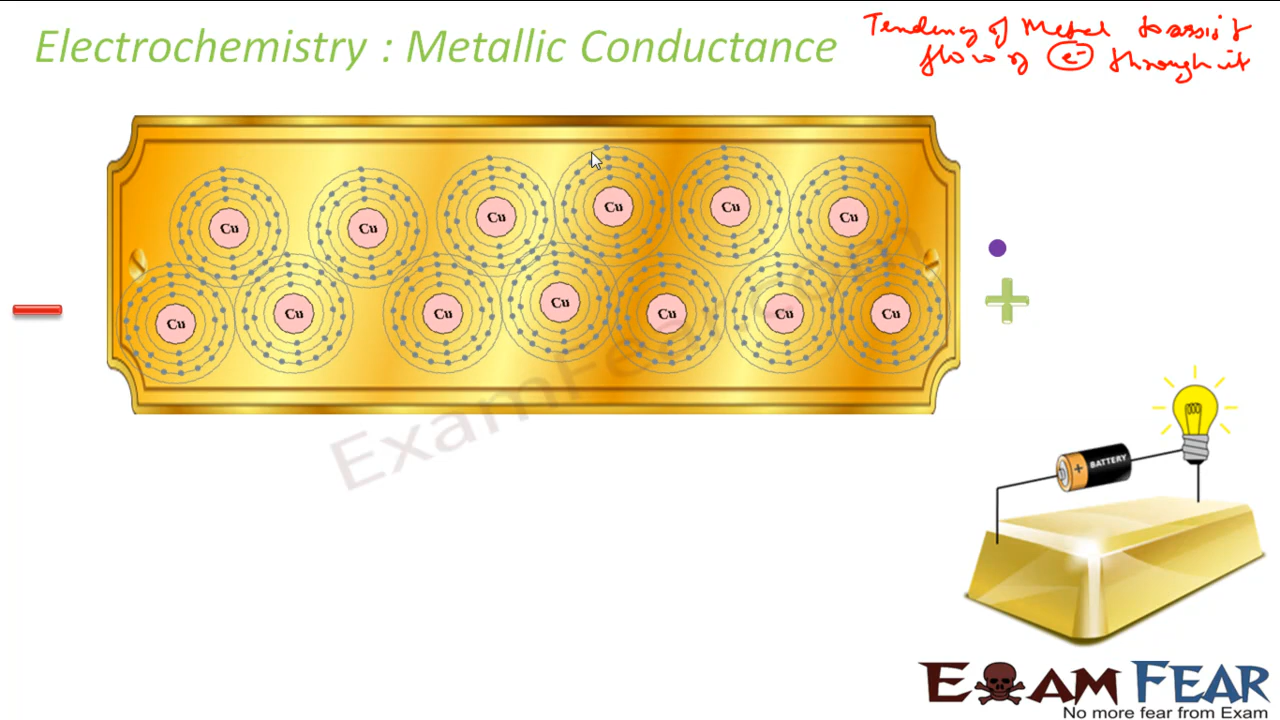 Electrochemistry : Metallic Conductance
Tendency of Metal to assist
flow of e⁻ through it
Cu Cu Cu Cu Cu Cu
Cu Cu Cu Cu Cu Cu Cu
ExamFear.com
+ BATTERY
EXAM FEAR
No more fear from Exam